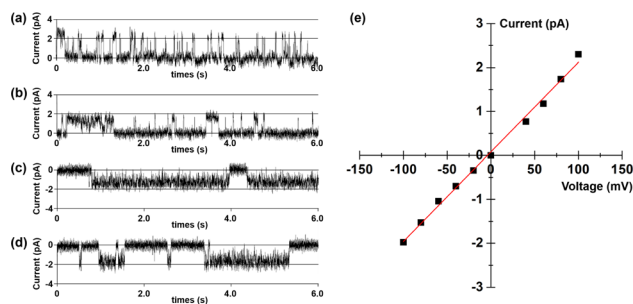 (a)
Current (pA)
4
2
0
0
2.0
4.0
6.0
times (s)
(b)
Current (pA)
4
2
0
0
2.0
4.0
6.0
times (s)
(c)
Current (pA)
0
-2
-4
0
2.0
4.0
6.0
times (s)
(d)
Current (pA)
0
-2
-4
0
2.0
4.0
6.0
times (s)
(e)
Current (pA)
3
2
1
0
-1
-2
-3
-150
-100
-50
0
50
100
150
Voltage (mV)